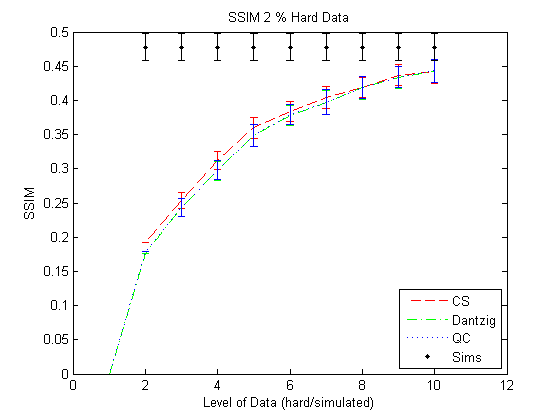 SSIM 2 % Hard Data
0.5
0.45
0.4
0.35
0.3
0.25
0.2
0.15
0.1
0.05
0
SSIM
0 2 4 6 8 10 12
Level of Data (hard/simulated)
CS
Dantzig
QC
Sims